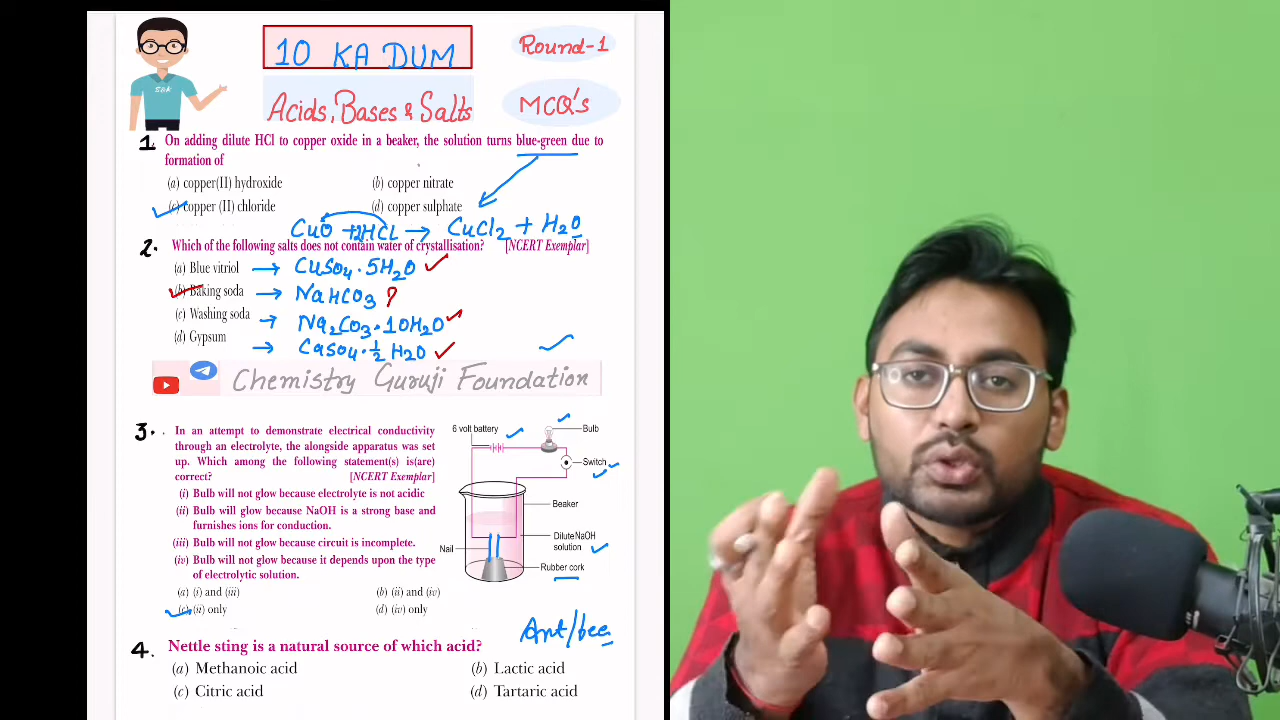 10 KA DUM
Round-1
S&K
Acids, Bases & Salts
MCQ's
1. On adding dilute HCl to copper oxide in a beaker, the solution turns blue-green due to
formation of
(a) copper(II) hydroxide (b) copper nitrate
(c) copper (II) chloride (d) copper sulphate
CuO + 2HCl → CuCl2 + H2O
2. Which of the following salts does not contain water of crystallisation? [NCERT Exemplar]
(a) Blue vitriol → CuSO4·5H2O
(b) Baking soda → NaHCO3 ?
(c) Washing soda → Na2CO3·10H2O
(d) Gypsum → CaSO4·1/2 H2O
Chemistry Guruji Foundation
3. In an attempt to demonstrate electrical conductivity
through an electrolyte, the alongside apparatus was set
up. Which among the following statement(s) is(are)
correct? [NCERT Exemplar]
(i) Bulb will not glow because electrolyte is not acidic
(ii) Bulb will glow because NaOH is a strong base and
furnishes ions for conduction.
(iii) Bulb will not glow because circuit is incomplete.
(iv) Bulb will not glow because it depends upon the type
of electrolytic solution.
(a) (i) and (iii) (b) (ii) and (iv)
(c) (ii) only (d) (iv) only
6 volt battery
Bulb
Switch
Beaker
Dilute NaOH
solution
Nail
Rubber cork
Ant/bee
4. Nettle sting is a natural source of which acid?
(a) Methanoic acid (b) Lactic acid
(c) Citric acid (d) Tartaric acid